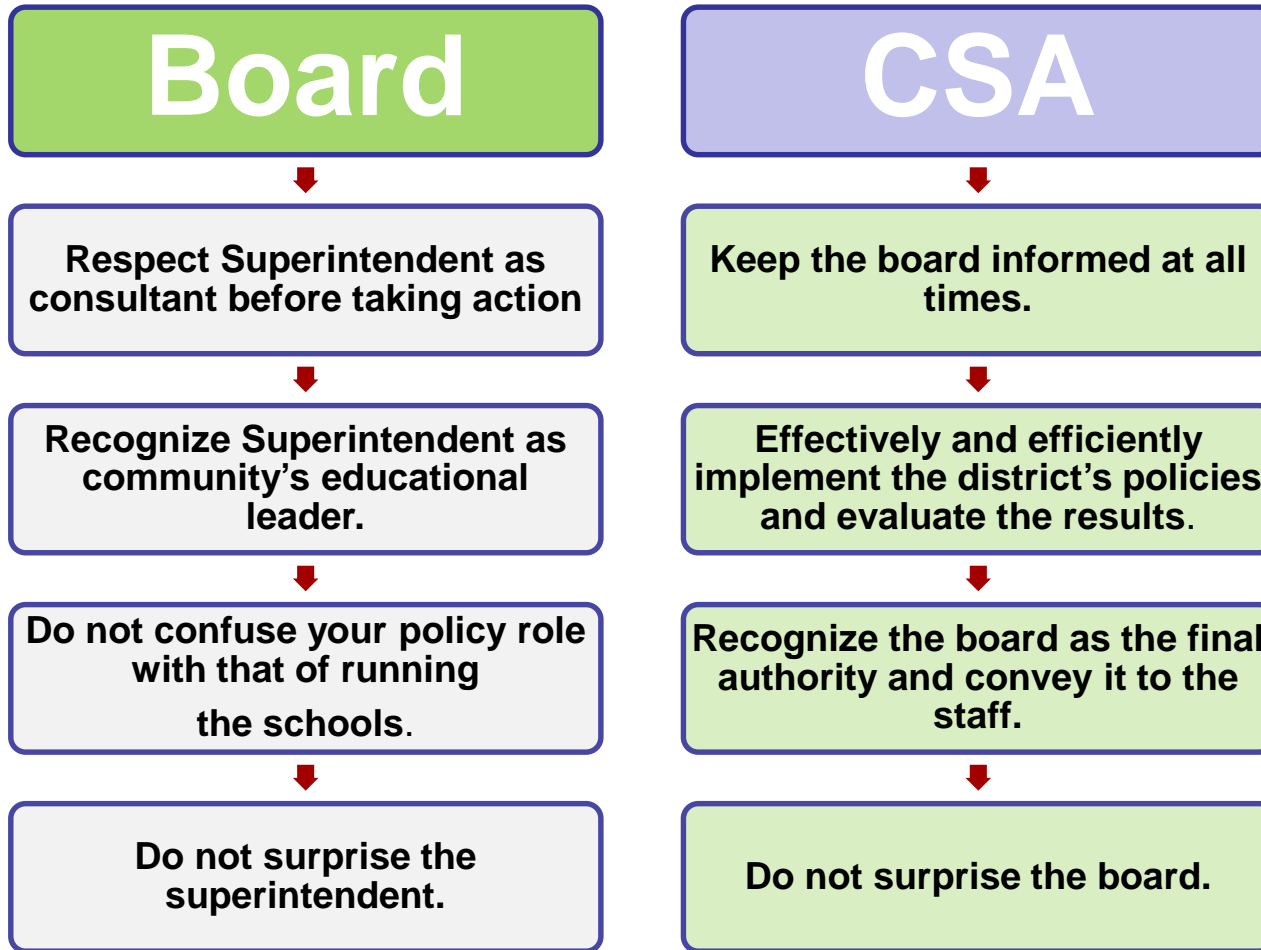 Board
Respect Superintendent as
consultant before taking action
Recognize Superintendent as
community’s educational
leader.
Do not confuse your policy role
with that of running
the schools.
Do not surprise the
superintendent.
CSA
Keep the board informed at all
times.
Effectively and efficiently
implement the district’s policies
and evaluate the results.
Recognize the board as the final
authority and convey it to the
staff.
Do not surprise the board.